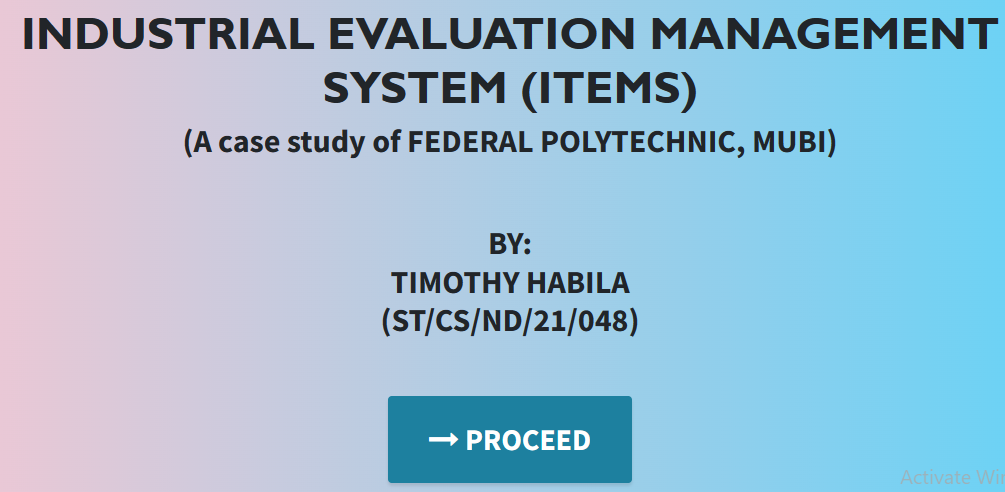 INDUSTRIAL EVALUATION MANAGEMENT
SYSTEM (ITEMS)
(A case study of FEDERAL POLYTECHNIC, MUBI)
BY:
TIMOTHY HABILA
(ST/CS/ND/21/048)
→ PROCEED
Activate